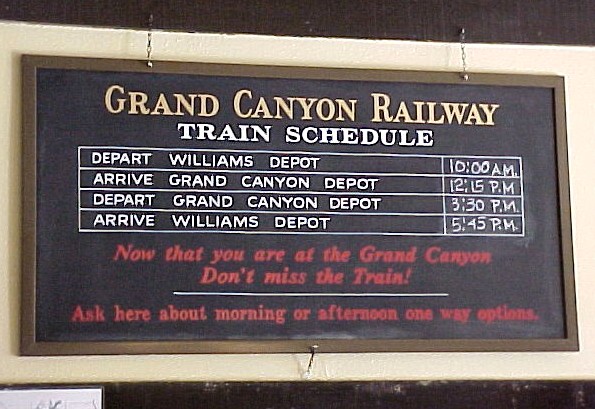 GRAND CANYON RAILWAY
TRAIN SCHEDULE
DEPART WILLIAMS DEPOT 10:00 A.M.
ARRIVE GRAND CANYON DEPOT 12:15 P.M
DEPART GRAND CANYON DEPOT 3:30 P.M.
ARRIVE WILLIAMS DEPOT 5:45 P.M.
Now that you are at the Grand Canyon
Don't miss the Train!
Ask here about morning or afternoon one way options.